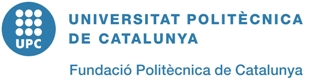 UPC
UNIVERSITAT POLITÈCNICA
DE CATALUNYA
Fundació Politècnica de Catalunya